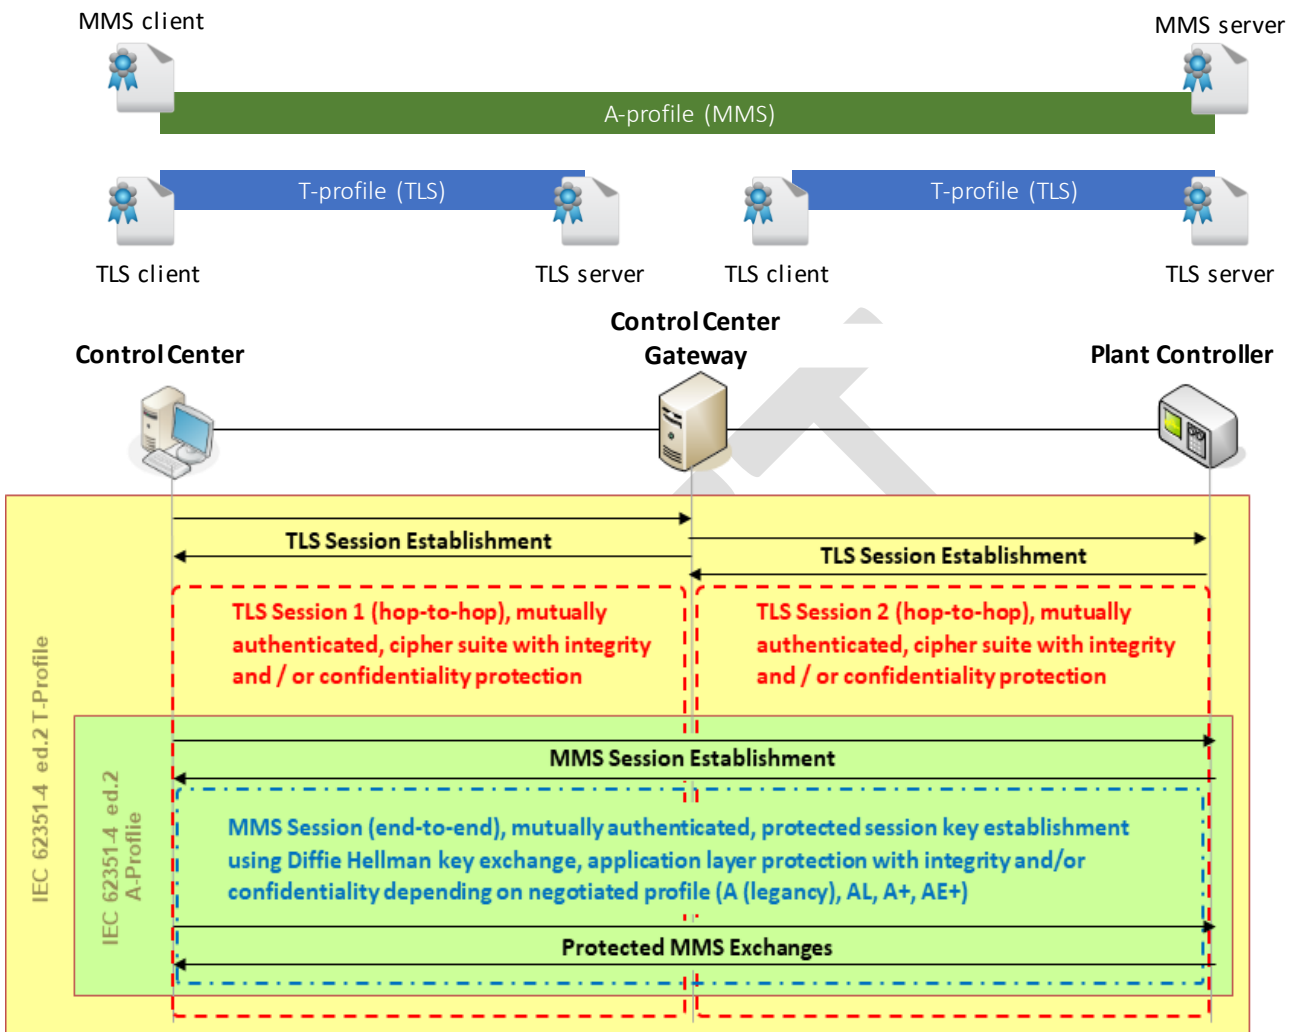 MMS client
MMS server
A-profile (MMS)
T-profile (TLS)
T-profile (TLS)
TLS client
TLS server
TLS client
TLS server
Control Center
Control Center
Gateway
Plant Controller
TLS Session Establishment
TLS Session Establishment
TLS Session 1 (hop-to-hop), mutually
authenticated, cipher suite with integrity
and / or confidentiality protection
TLS Session 2 (hop-to-hop), mutually
authenticated, cipher suite with integrity
and / or confidentiality protection
IEC 62351-4 ed.2 T-Profile
IEC 62351-4 ed.2
A-Proflie
MMS Session Establishment
MMS Session (end-to-end), mutually authenticated, protected session key establishment
using Diffie Hellman key exchange, application layer protection with integrity and/or
confidentiality depending on negotiated profile (A (legancy), AL, A+, AE+)
Protected MMS Exchanges